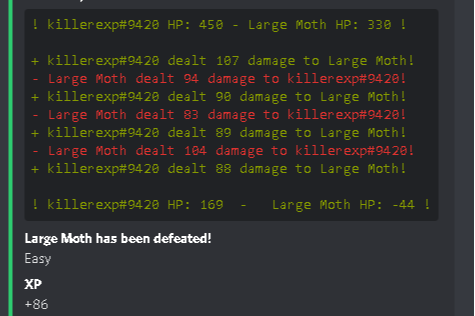 ! killerexp#9420 HP: 450 - Large Moth HP: 330 !
+ killerexp#9420 dealt 107 damage to Large Moth!
- Large Moth dealt 94 damage to killerexp#9420!
+ killerexp#9420 dealt 90 damage to Large Moth!
- Large Moth dealt 83 damage to killerexp#9420!
+ killerexp#9420 dealt 89 damage to Large Moth!
- Large Moth dealt 104 damage to killerexp#9420!
+ killerexp#9420 dealt 88 damage to Large Moth!
! killerexp#9420 HP: 169  -   Large Moth HP: -44 !
Large Moth has been defeated!
Easy
XP
+86